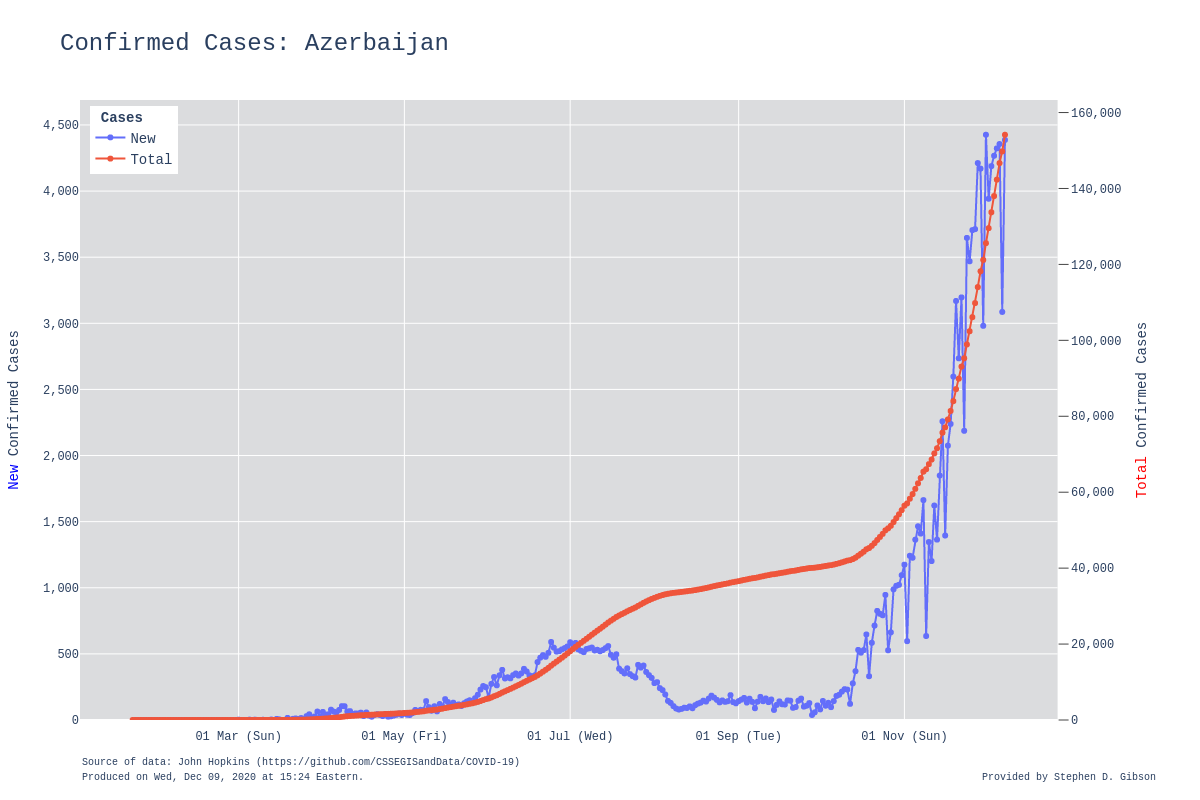 Confirmed Cases: Azerbaijan
Cases
New
Total
4,500
4,000
3,500
3,000
2,500
2,000
1,500
1,000
500
0
New Confirmed Cases
160,000
140,000
120,000
100,000
80,000
60,000
40,000
20,000
0
Total Confirmed Cases
01 Mar (Sun)
01 May (Fri)
01 Jul (Wed)
01 Sep (Tue)
01 Nov (Sun)
Source of data: John Hopkins (https://github.com/CSSEGISandData/COVID-19)
Produced on Wed, Dec 09, 2020 at 15:24 Eastern.
Provided by Stephen D. Gibson